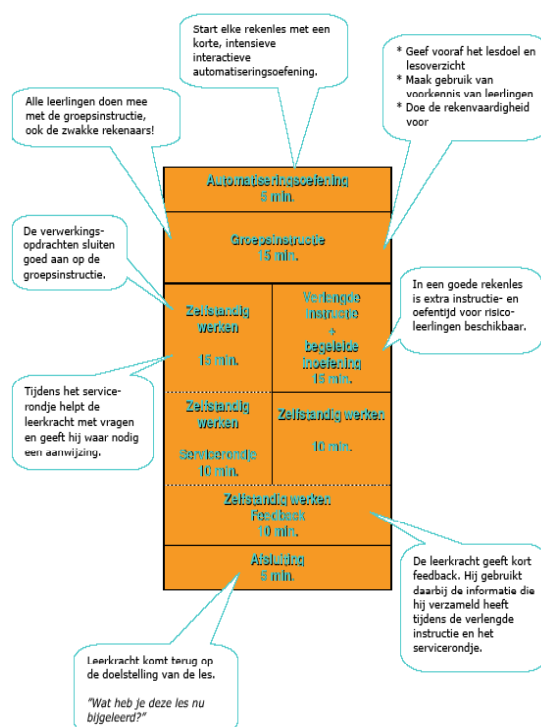 Start elke rekenles met een
korte, intensieve
interactieve
automatiseringsoefening.
* Geef vooraf het lesdoel en
lesoverzicht
* Maak gebruik van
voorkennis van leerlingen
* Doe de rekenvaardigheid
voor
Alle leerlingen doen mee
met de groepsinstructie,
ook de zwakke rekenaars!
Automatiseringsoefening
5 min.
Groepsinstructie
15 min.
De verwerkings-
opdrachten sluiten
goed aan op de
groepsinstructie.
Zelfstandig
werken
15 min.
Verlengde
instructie
+
begeleide
inoefening
15 min.
In een goede rekenles is
is extra instructie- en
oefentijd voor risico-
leerlingen beschikbaar.
Tijdens het service-
rondje helpt de
leerkracht met vragen
en geeft hij waar nodig
een aanwijzing.
Zelfstandig
werken
Servicerondje
10 min.
Zelfstandig werken
10 min.
Zelfstandig werken
Feedback
10 min.
Afsluiting
5 min.
De leerkracht geeft kort
feedback. Hij gebruikt
daarbij de informatie die
hij verzameld heeft
tijdens de verlengde
instructie en het
servicerondje.
Leerkracht komt terug op
de doelstelling van de les.
"Wat heb je deze les nu
bijgeleerd?"